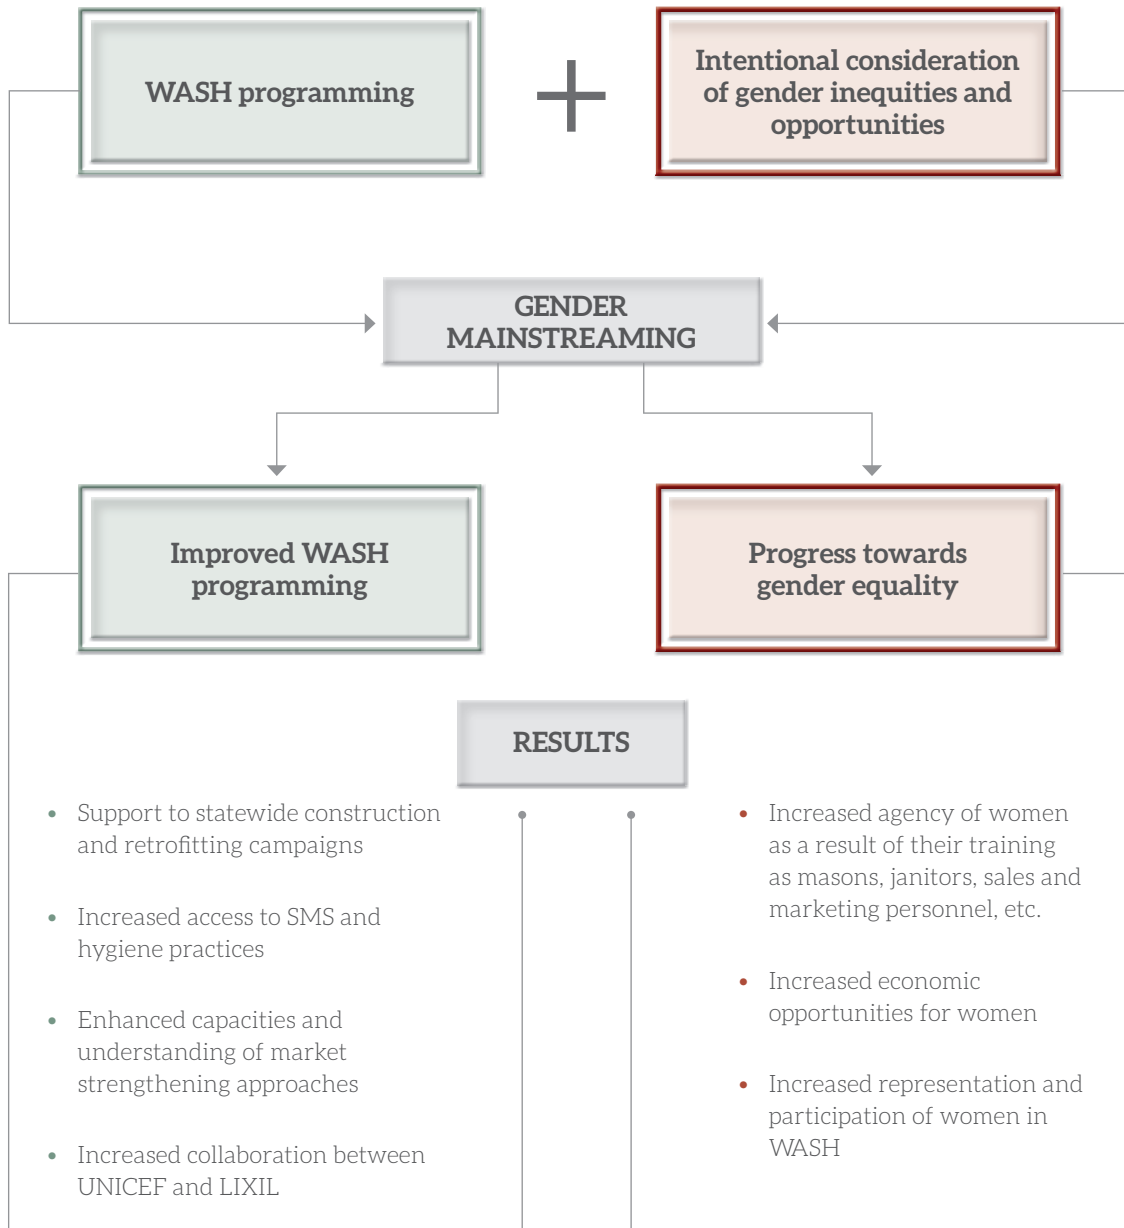 WASH programming
+
Intentional consideration
of gender inequities and
opportunities
GENDER
MAINSTREAMING
Improved WASH
programming
Progress towards
gender equality
RESULTS
• Support to statewide construction
and retrofitting campaigns
• Increased access to SMS and
hygiene practices
• Enhanced capacities and
understanding of market
strengthening approaches
• Increased collaboration between
UNICEF and LIXIL
• Increased agency of women
as a result of their training
as masons, janitors, sales and
marketing personnel, etc.
• Increased economic
opportunities for women
• Increased representation and
participation of women in
WASH